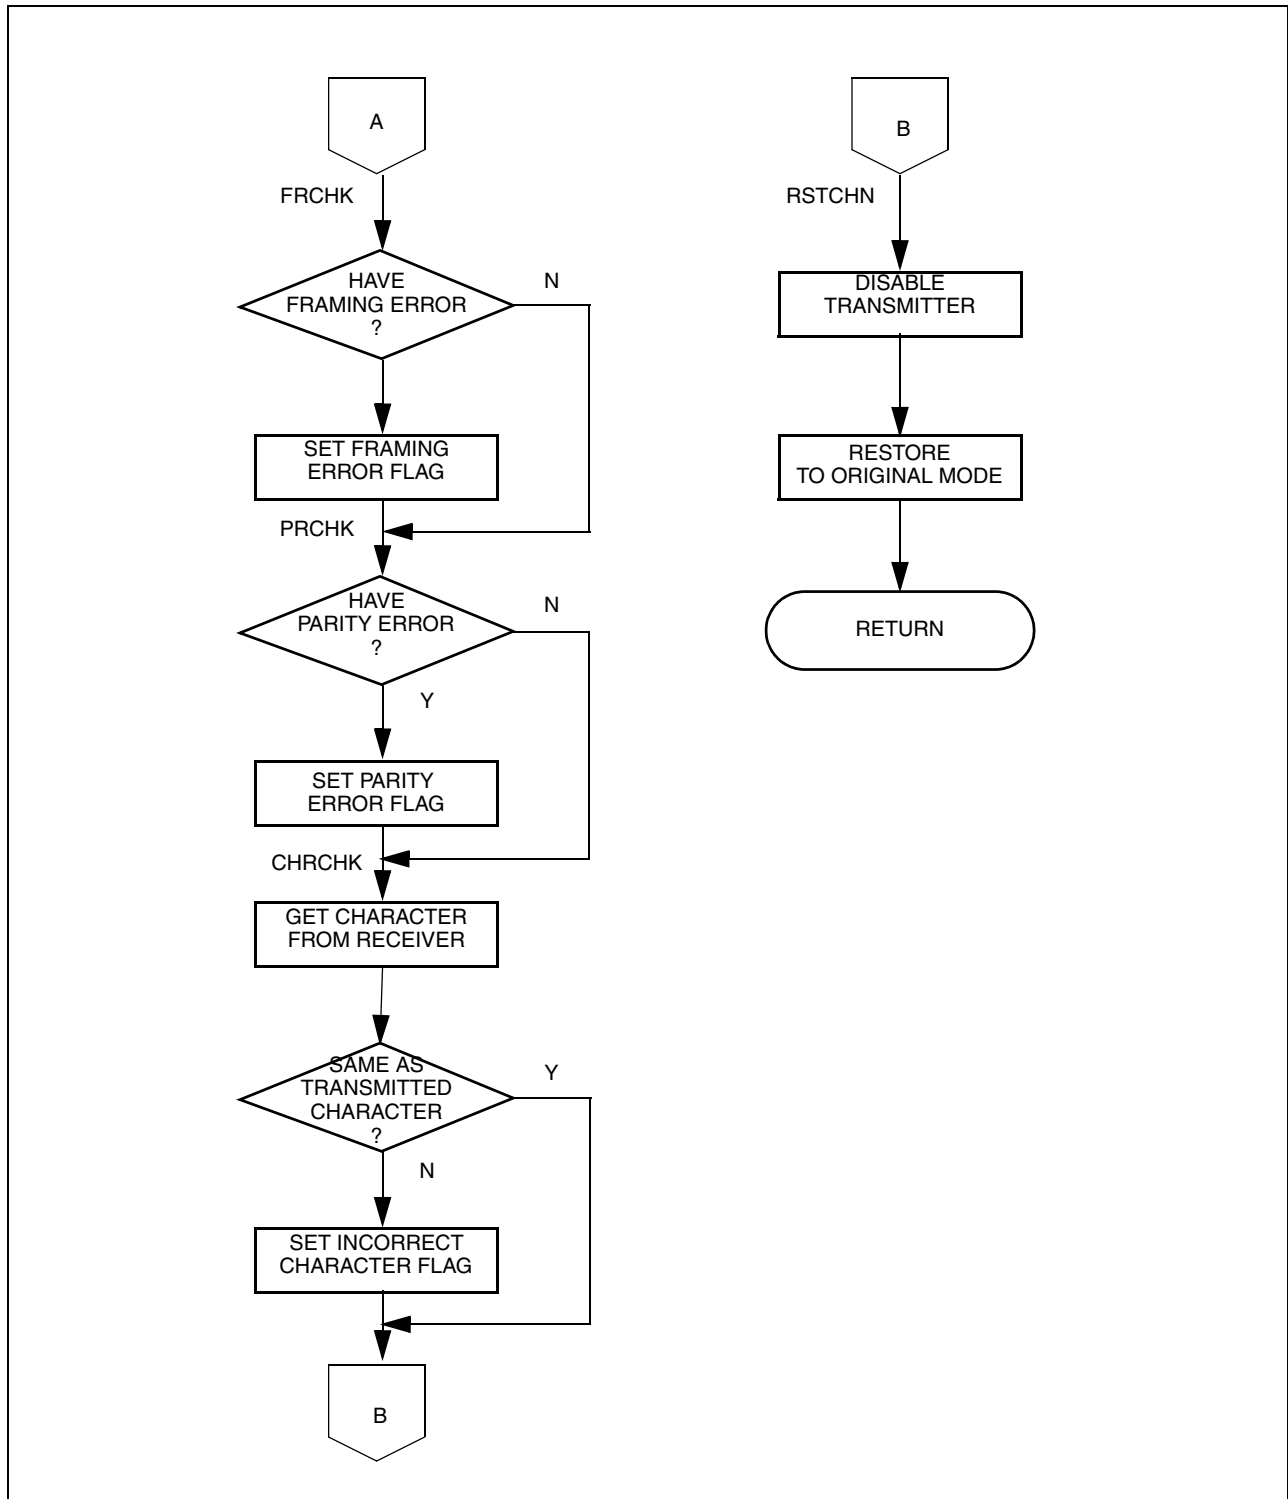 A
FRCHK
HAVE
FRAMING ERROR
?
N
SET FRAMING
ERROR FLAG
PRCHK
HAVE
PARITY ERROR
?
N
Y
SET PARITY
ERROR FLAG
CHRCHK
GET CHARACTER
FROM RECEIVER
SAME AS
TRANSMITTED
CHARACTER
?
Y
N
SET INCORRECT
CHARACTER FLAG
B
B
RSTCHN
DISABLE
TRANSMITTER
RESTORE
TO ORIGINAL MODE
RETURN